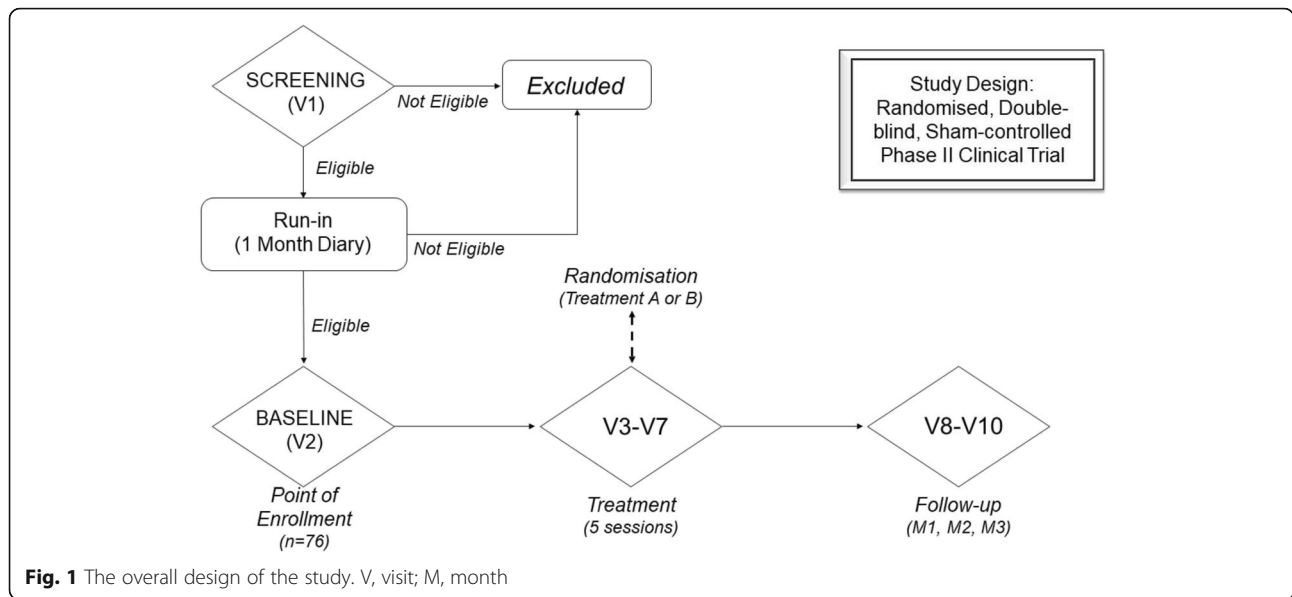 SCREENING
(V1)
Not Eligible
Excluded
Study Design:
Randomised, Double-
blind, Sham-controlled
Phase II Clinical Trial
Eligible
Run-in
(1 Month Diary)
Not Eligible
Randomisation
(Treatment A or B)
Eligible
BASELINE
(V2)
V3-V7
V8-V10
Point of
Enrollment
(n=76)
Treatment
(5 sessions)
Follow-up
(M1, M2, M3)
Fig. 1 The overall design of the study. V, visit; M, month